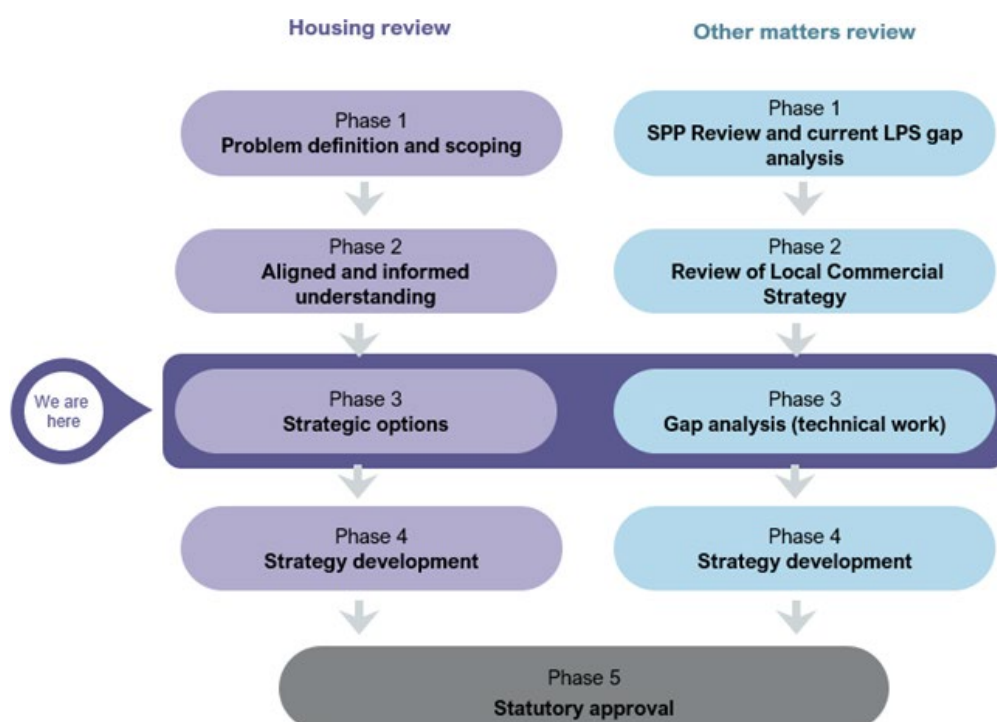 Housing review
Other matters review
Phase 1
Problem definition and scoping
Phase 1
SPP Review and current LPS gap
analysis
Phase 2
Aligned and informed
understanding
Phase 2
Review of Local Commercial
Strategy
We are
here
Phase 3
Strategic options
Phase 3
Gap analysis (technical work)
Phase 4
Strategy development
Phase 4
Strategy development
Phase 5
Statutory approval